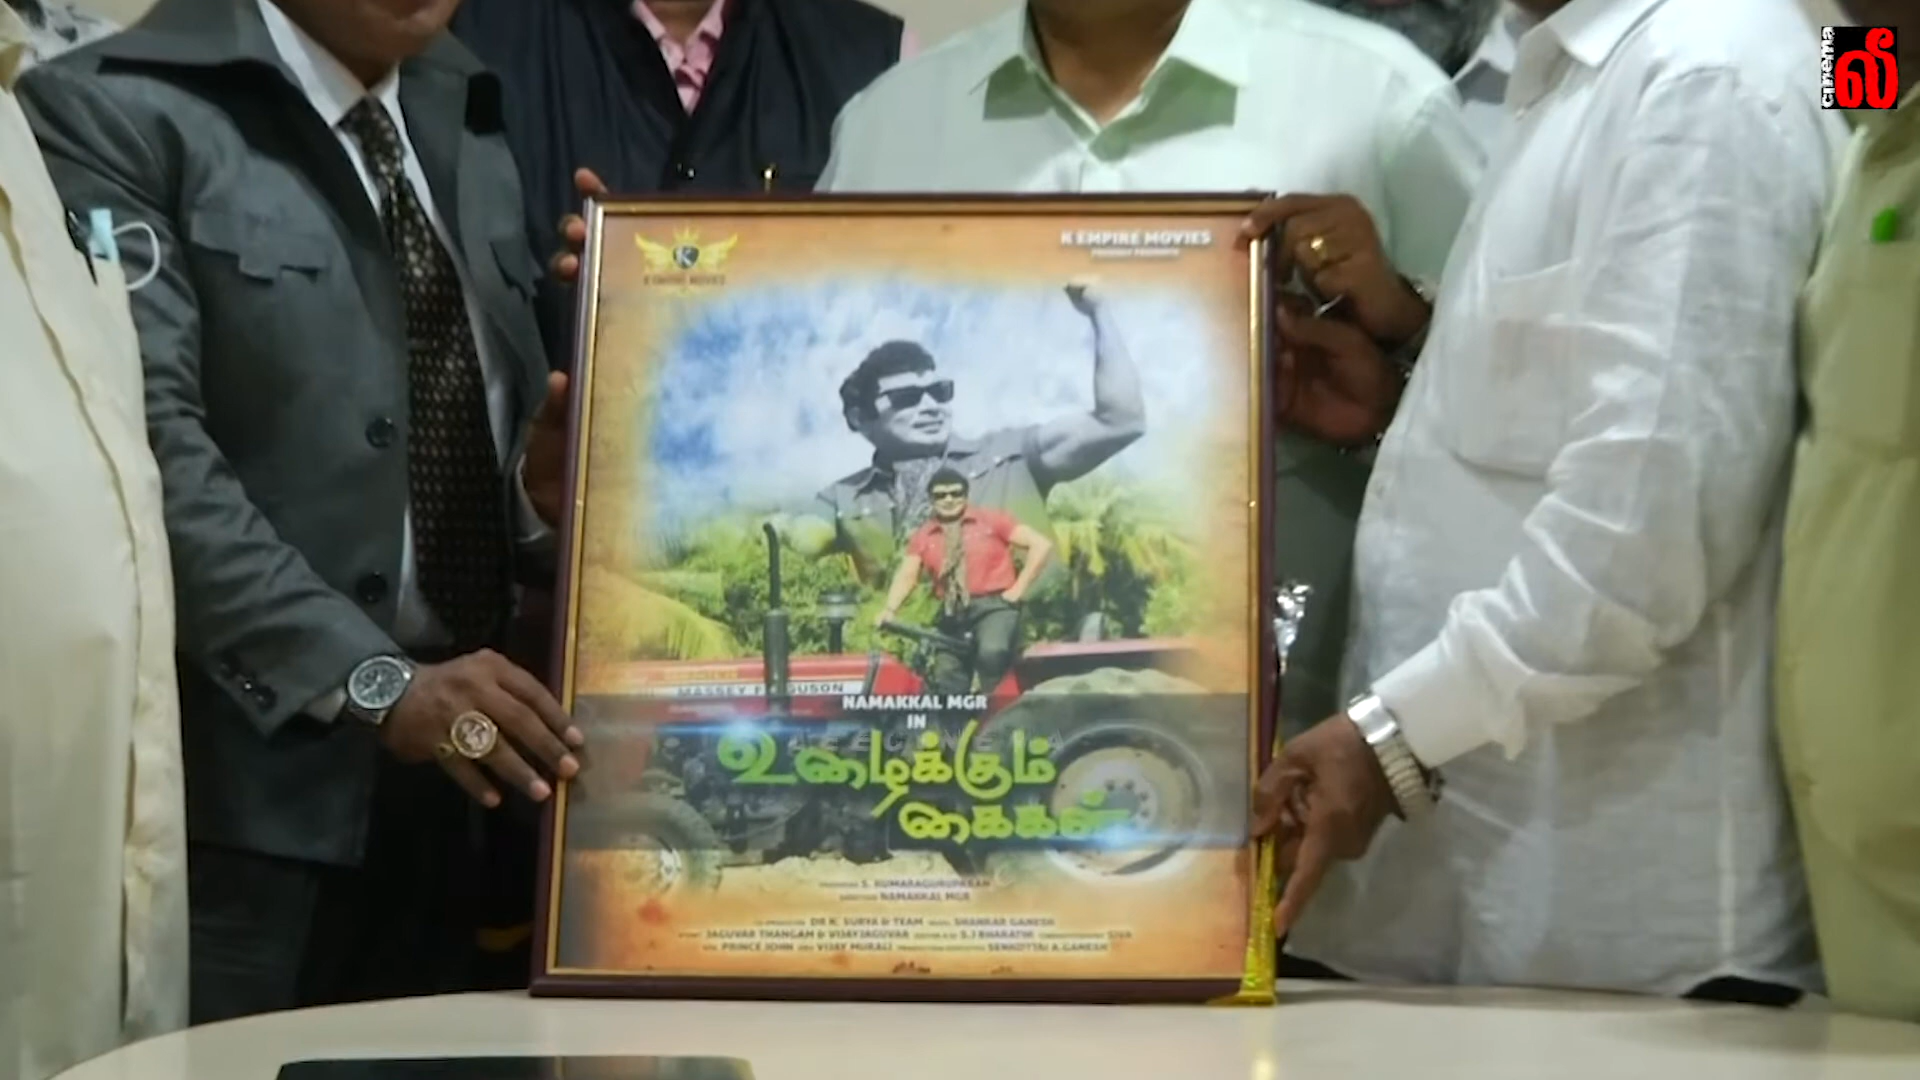 cinema லீ
K EMPIRE MOVIES
K
K EMPIRE MOVIES
MASSEY FERGUSON
NAMAKKAL MGR
IN
உழைக்கும்
கைகள்
S. KUMARAGURUPARAN
NAMAKKAL MGR
DR K' SURYA & TEAM SHANKAR GANESH
JAGUVAR THANGAM & VIJAYJAGUVAR S.J BHARATHI SIVA
PRINCE JOHN VIJAY MURALI SENKOTTAI A.GANESH